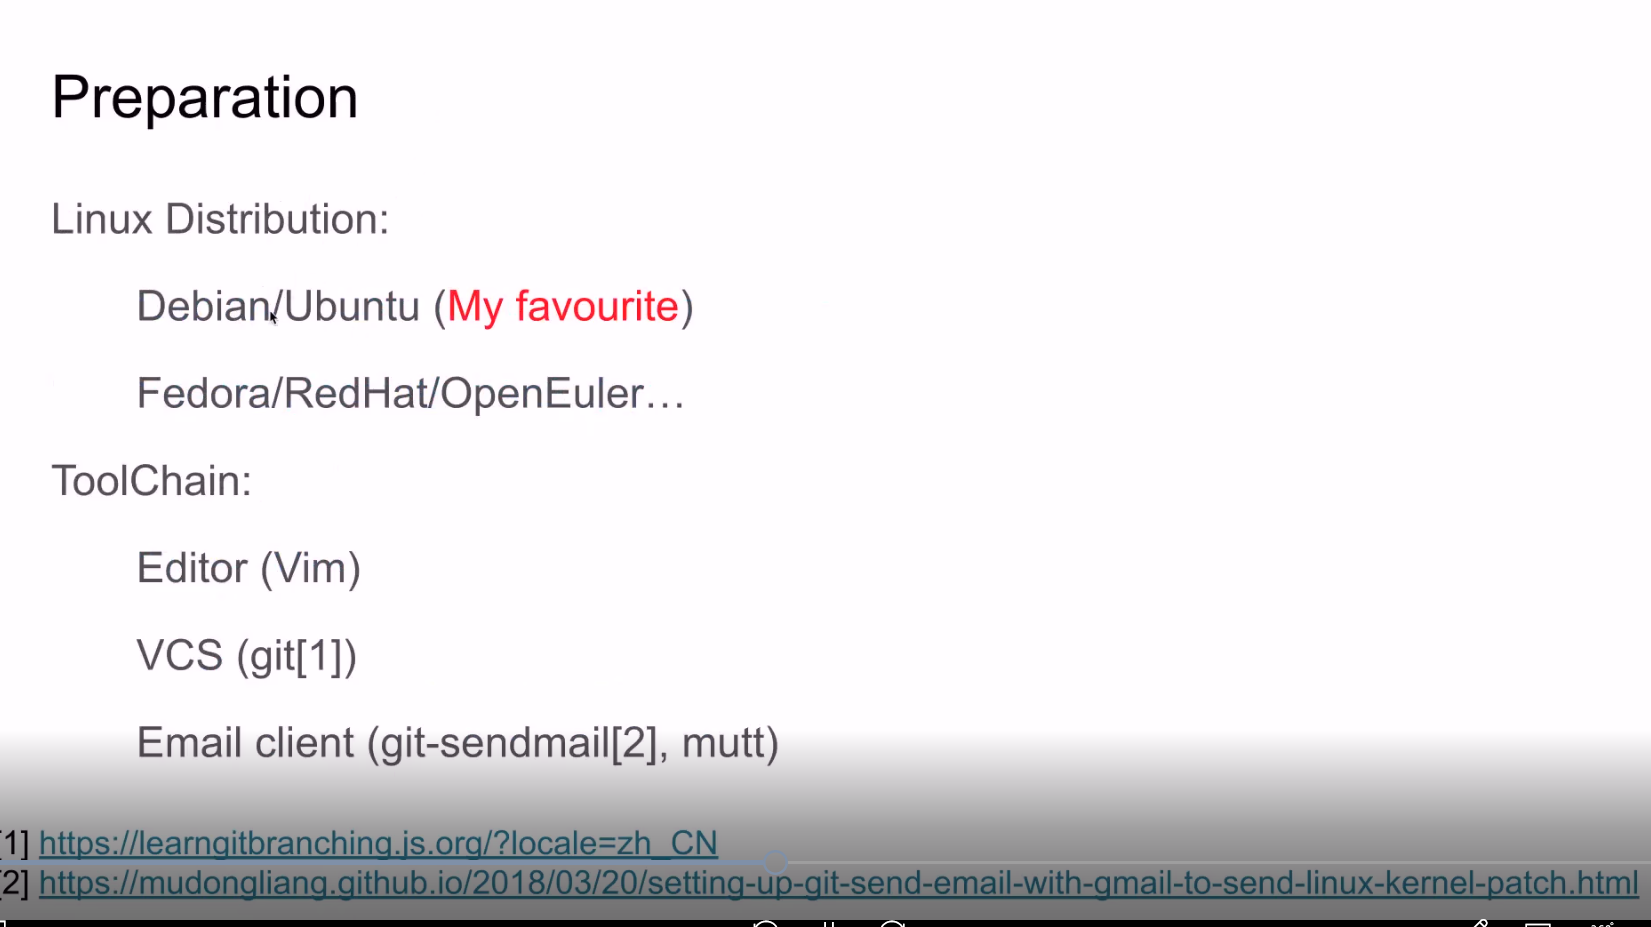 Preparation
Linux Distribution:
Debian/Ubuntu (My favourite)
Fedora/RedHat/OpenEuler…
ToolChain:
Editor (Vim)
VCS (git[1])
Email client (git-sendmail[2], mutt)
[1] https://learngitbranching.js.org/?locale=zh_CN
[2] https://mudongliang.github.io/2018/03/20/setting-up-git-send-email-with-gmail-to-send-linux-kernel-patch.html